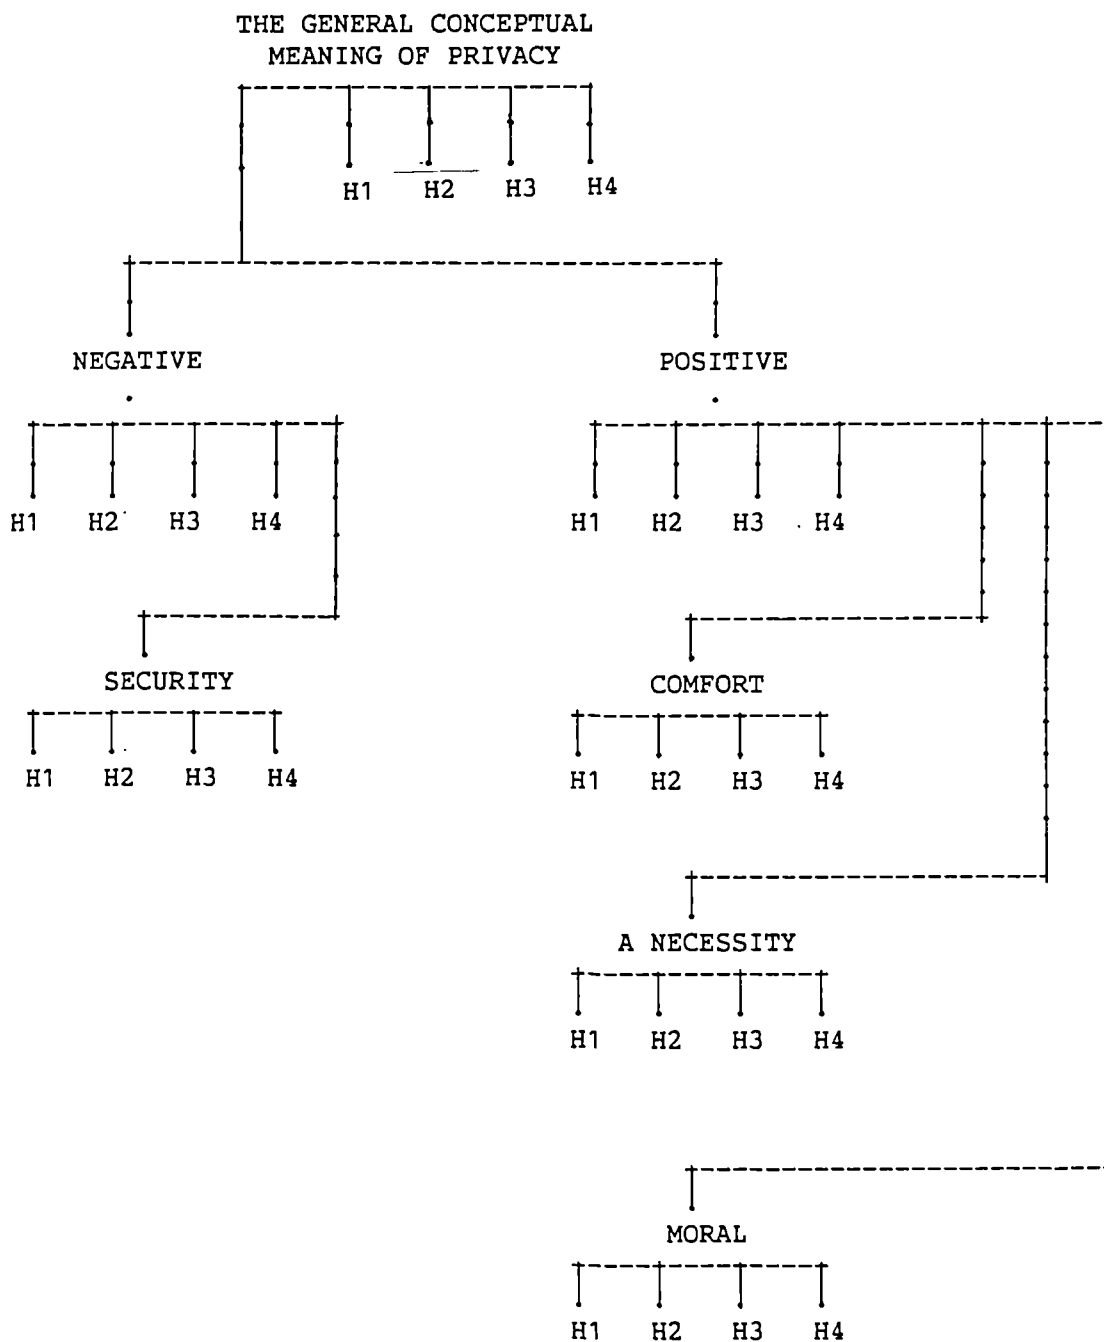 THE GENERAL CONCEPTUAL
MEANING OF PRIVACY
H1 H2 H3 H4
NEGATIVE POSITIVE
H1 H2 H3 H4 H1 H2 H3 H4
SECURITY COMFORT
H1 H2 H3 H4 H1 H2 H3 H4
A NECESSITY
H1 H2 H3 H4
MORAL
H1 H2 H3 H4